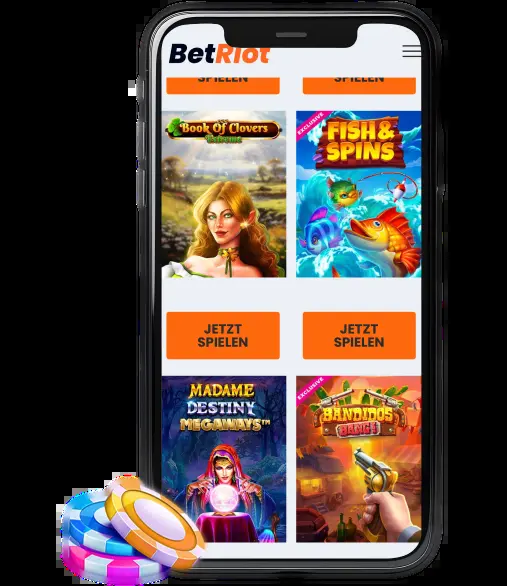 BetRiot
SPIELEN
SPIELEN
Book Of Clovers
Extreme
EXCLUSIVE
FISH &
SPINS
JETZT
SPIELEN
JETZT
SPIELEN
MADAME
DESTINY
MEGAWAYS™
EXCLUSIVE
BANDIDOS
BANG!